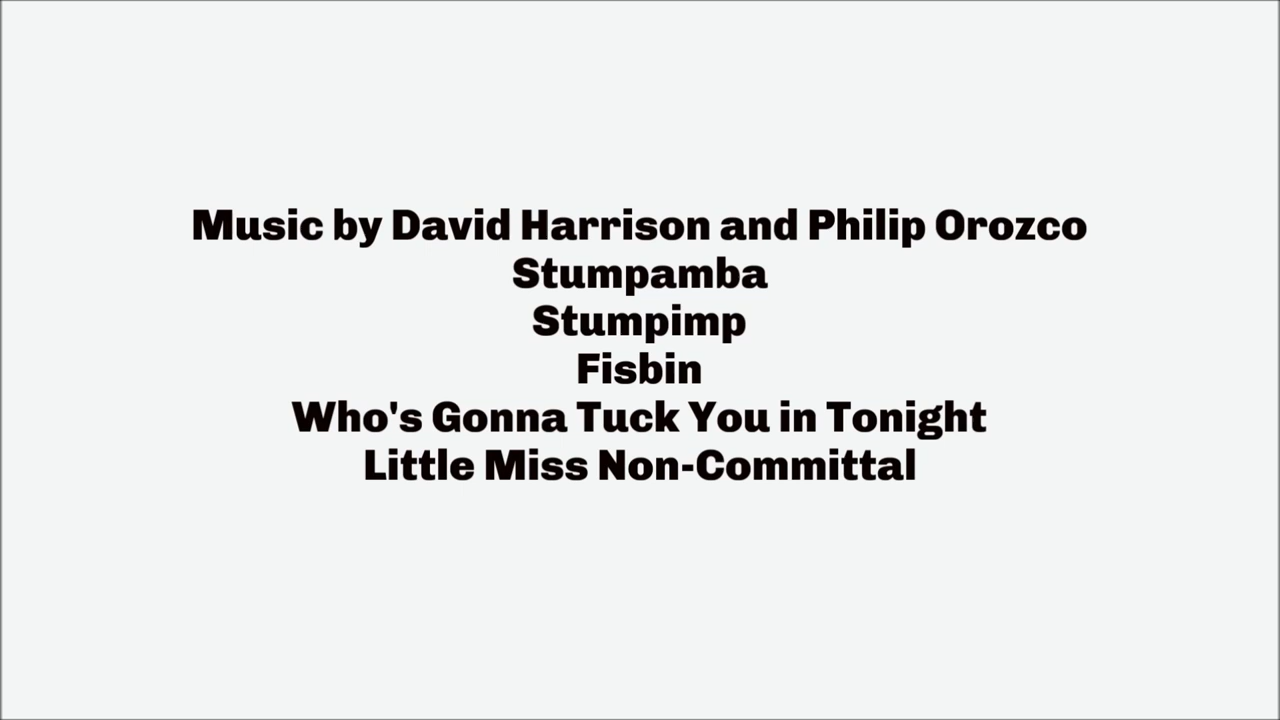 Music by David Harrison and Philip Orozco
Stumpamba
Stumpimp
Fisbin
Who's Gonna Tuck You in Tonight
Little Miss Non-Committal